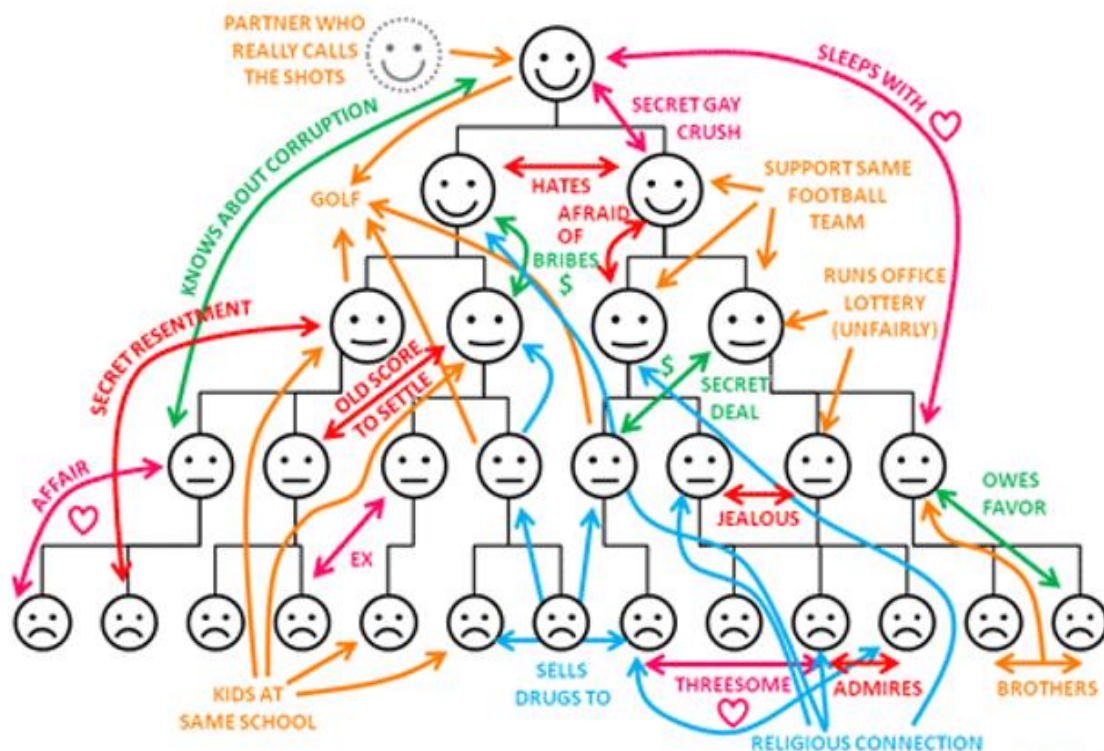 PARTNER WHO
REALLY CALLS
THE SHOTS
SLEEPS WITH
SECRET GAY
CRUSH
KNOWS ABOUT CORRUPTION
HATES
GOLF
SUPPORT SAME
FOOTBALL
TEAM
AFRAID
OF
BRIBES
$
RUNS OFFICE
LOTTERY
(UNFAIRLY)
SECRET RESENTMENT
OLD SCORE
TO SETTLE
$
SECRET
DEAL
AFFAIR
JEALOUS
OWES
FAVOR
EX
KIDS AT
SAME SCHOOL
SELLS
DRUGS TO
THREESOME
ADMIRES
BROTHERS
RELIGIOUS CONNECTION